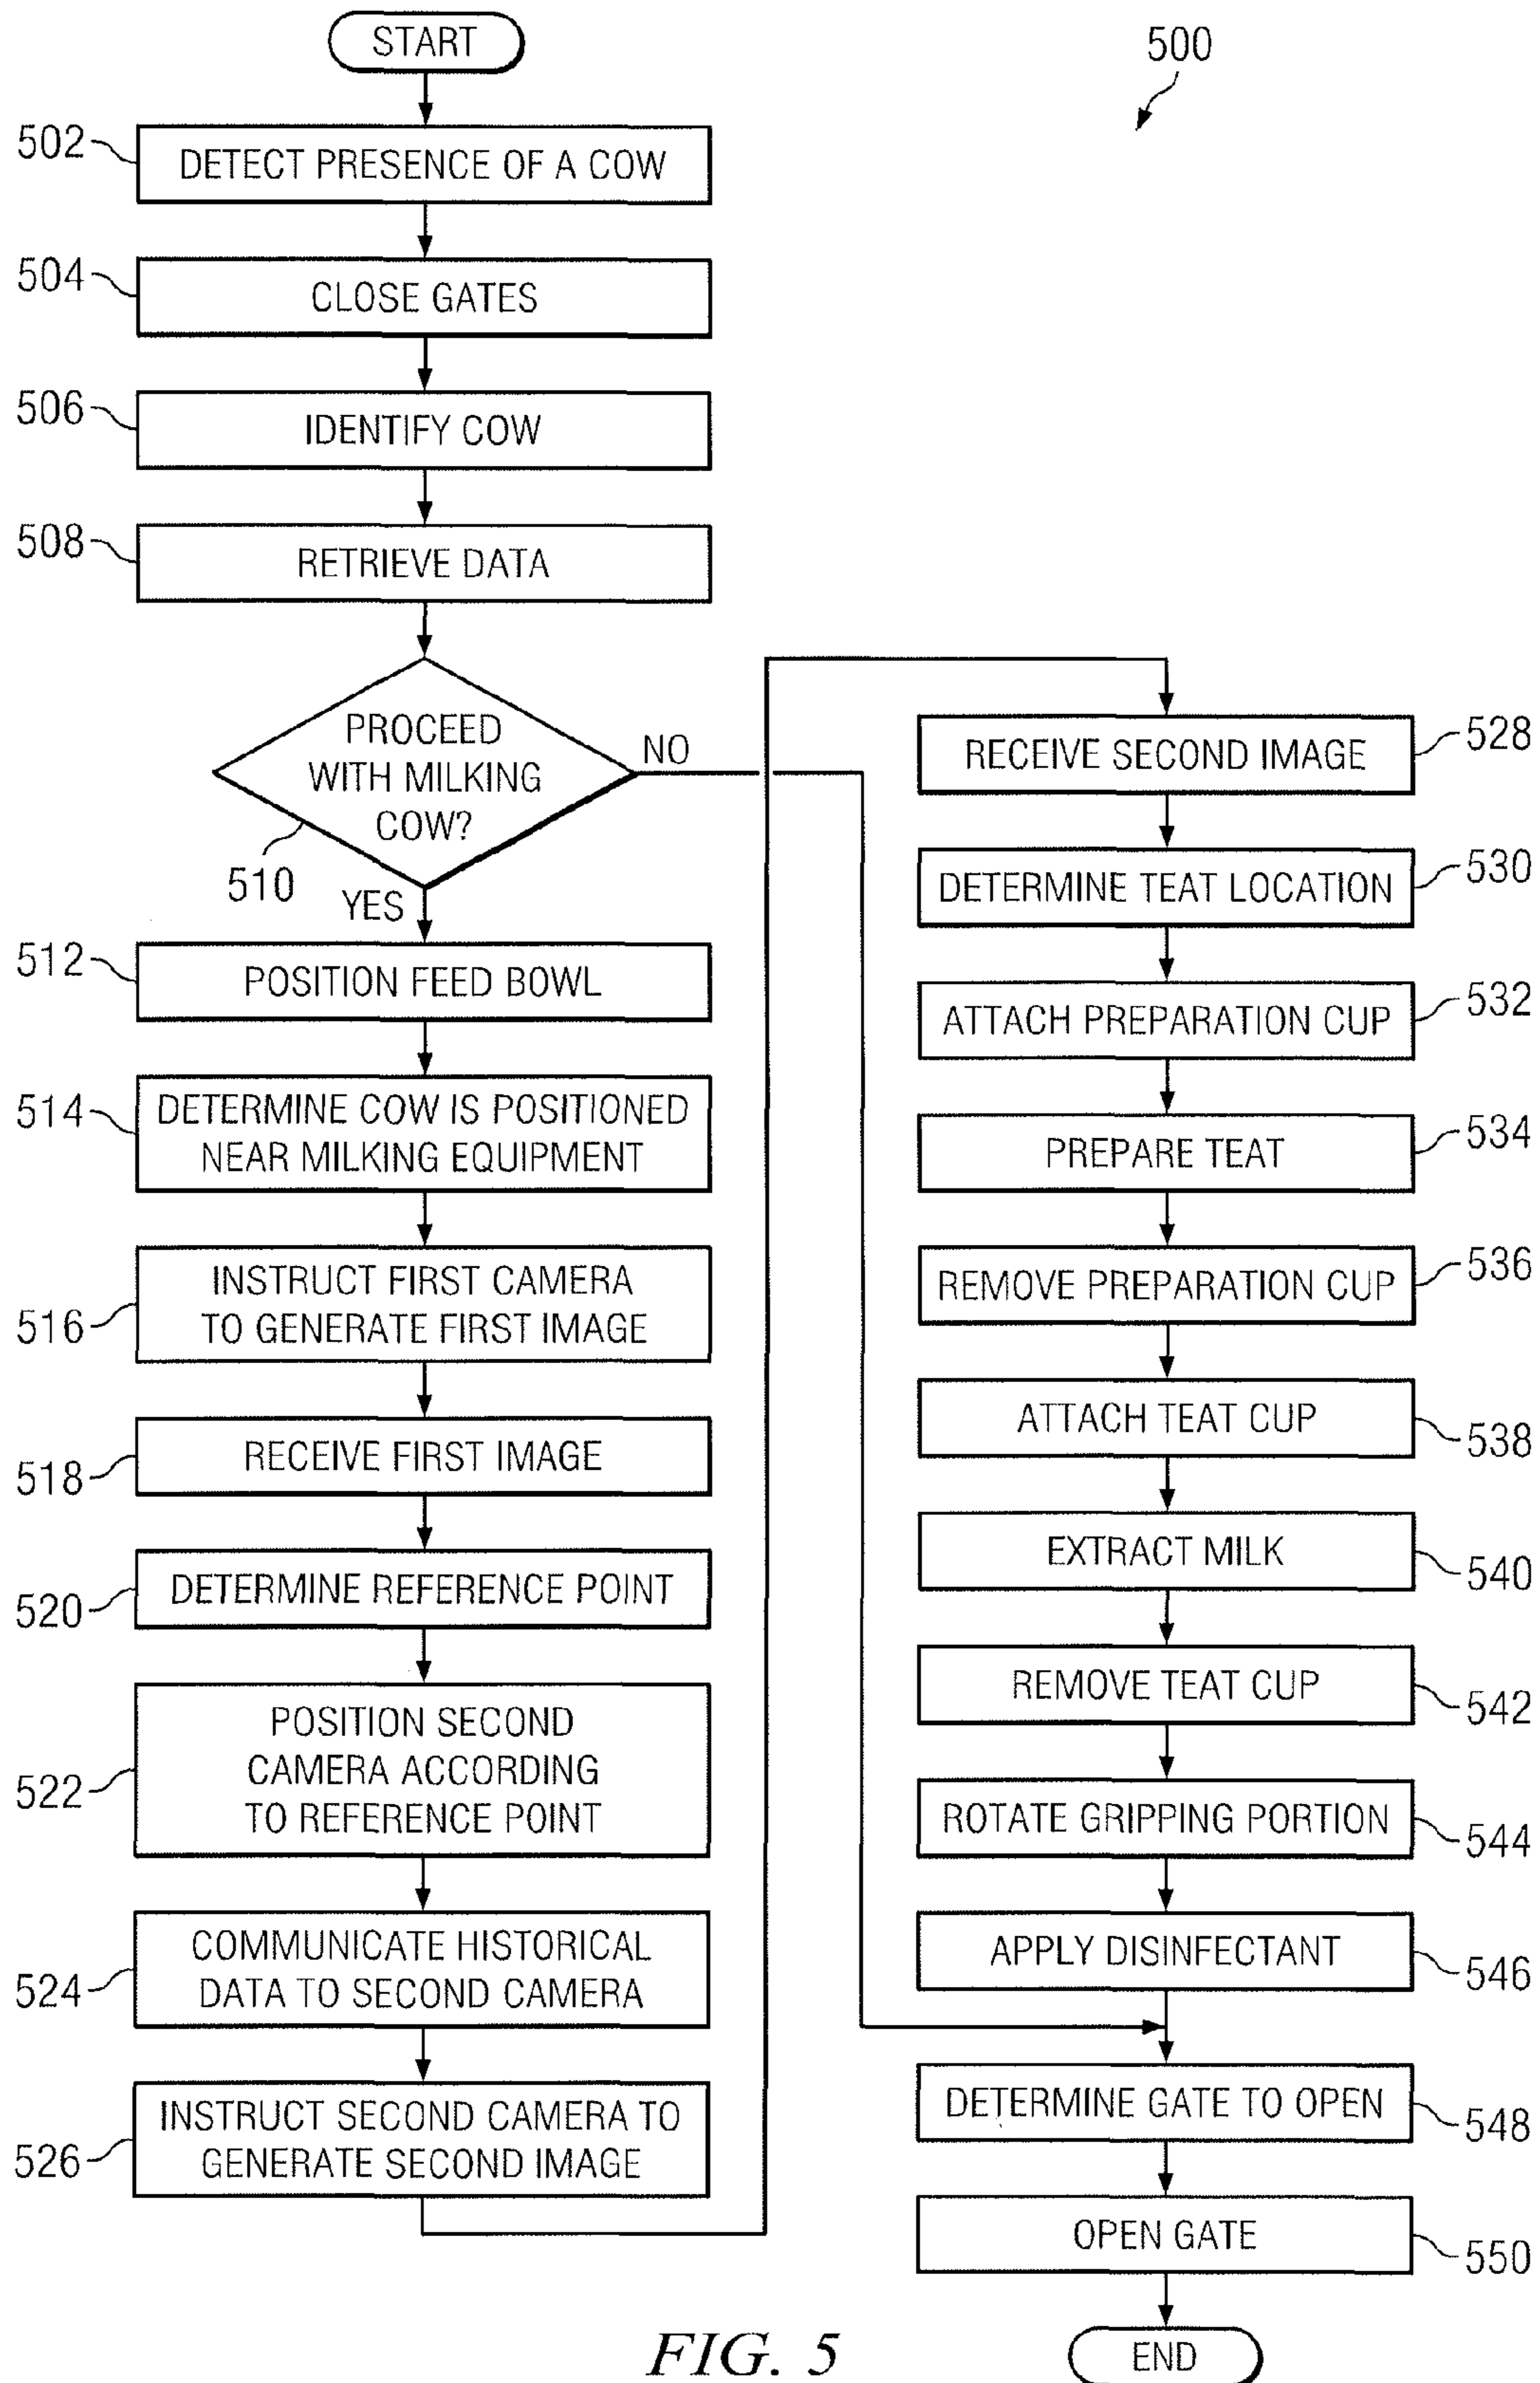 START
500
502
DETECT PRESENCE OF A COW
504
CLOSE GATES
506
IDENTIFY COW
508
RETRIEVE DATA
PROCEED
WITH MILKING
COW?
NO
510
YES
512
POSITION FEED BOWL
514
DETERMINE COW IS POSITIONED
NEAR MILKING EQUIPMENT
516
INSTRUCT FIRST CAMERA
TO GENERATE FIRST IMAGE
518
RECEIVE FIRST IMAGE
520
DETERMINE REFERENCE POINT
522
POSITION SECOND
CAMERA ACCORDING
TO REFERENCE POINT
524
COMMUNICATE HISTORICAL
DATA TO SECOND CAMERA
526
INSTRUCT SECOND CAMERA TO
GENERATE SECOND IMAGE
RECEIVE SECOND IMAGE
528
DETERMINE TEAT LOCATION
530
ATTACH PREPARATION CUP
532
PREPARE TEAT
534
REMOVE PREPARATION CUP
536
ATTACH TEAT CUP
538
EXTRACT MILK
540
REMOVE TEAT CUP
542
ROTATE GRIPPING PORTION
544
APPLY DISINFECTANT
546
DETERMINE GATE TO OPEN
548
OPEN GATE
550
END
FIG. 5